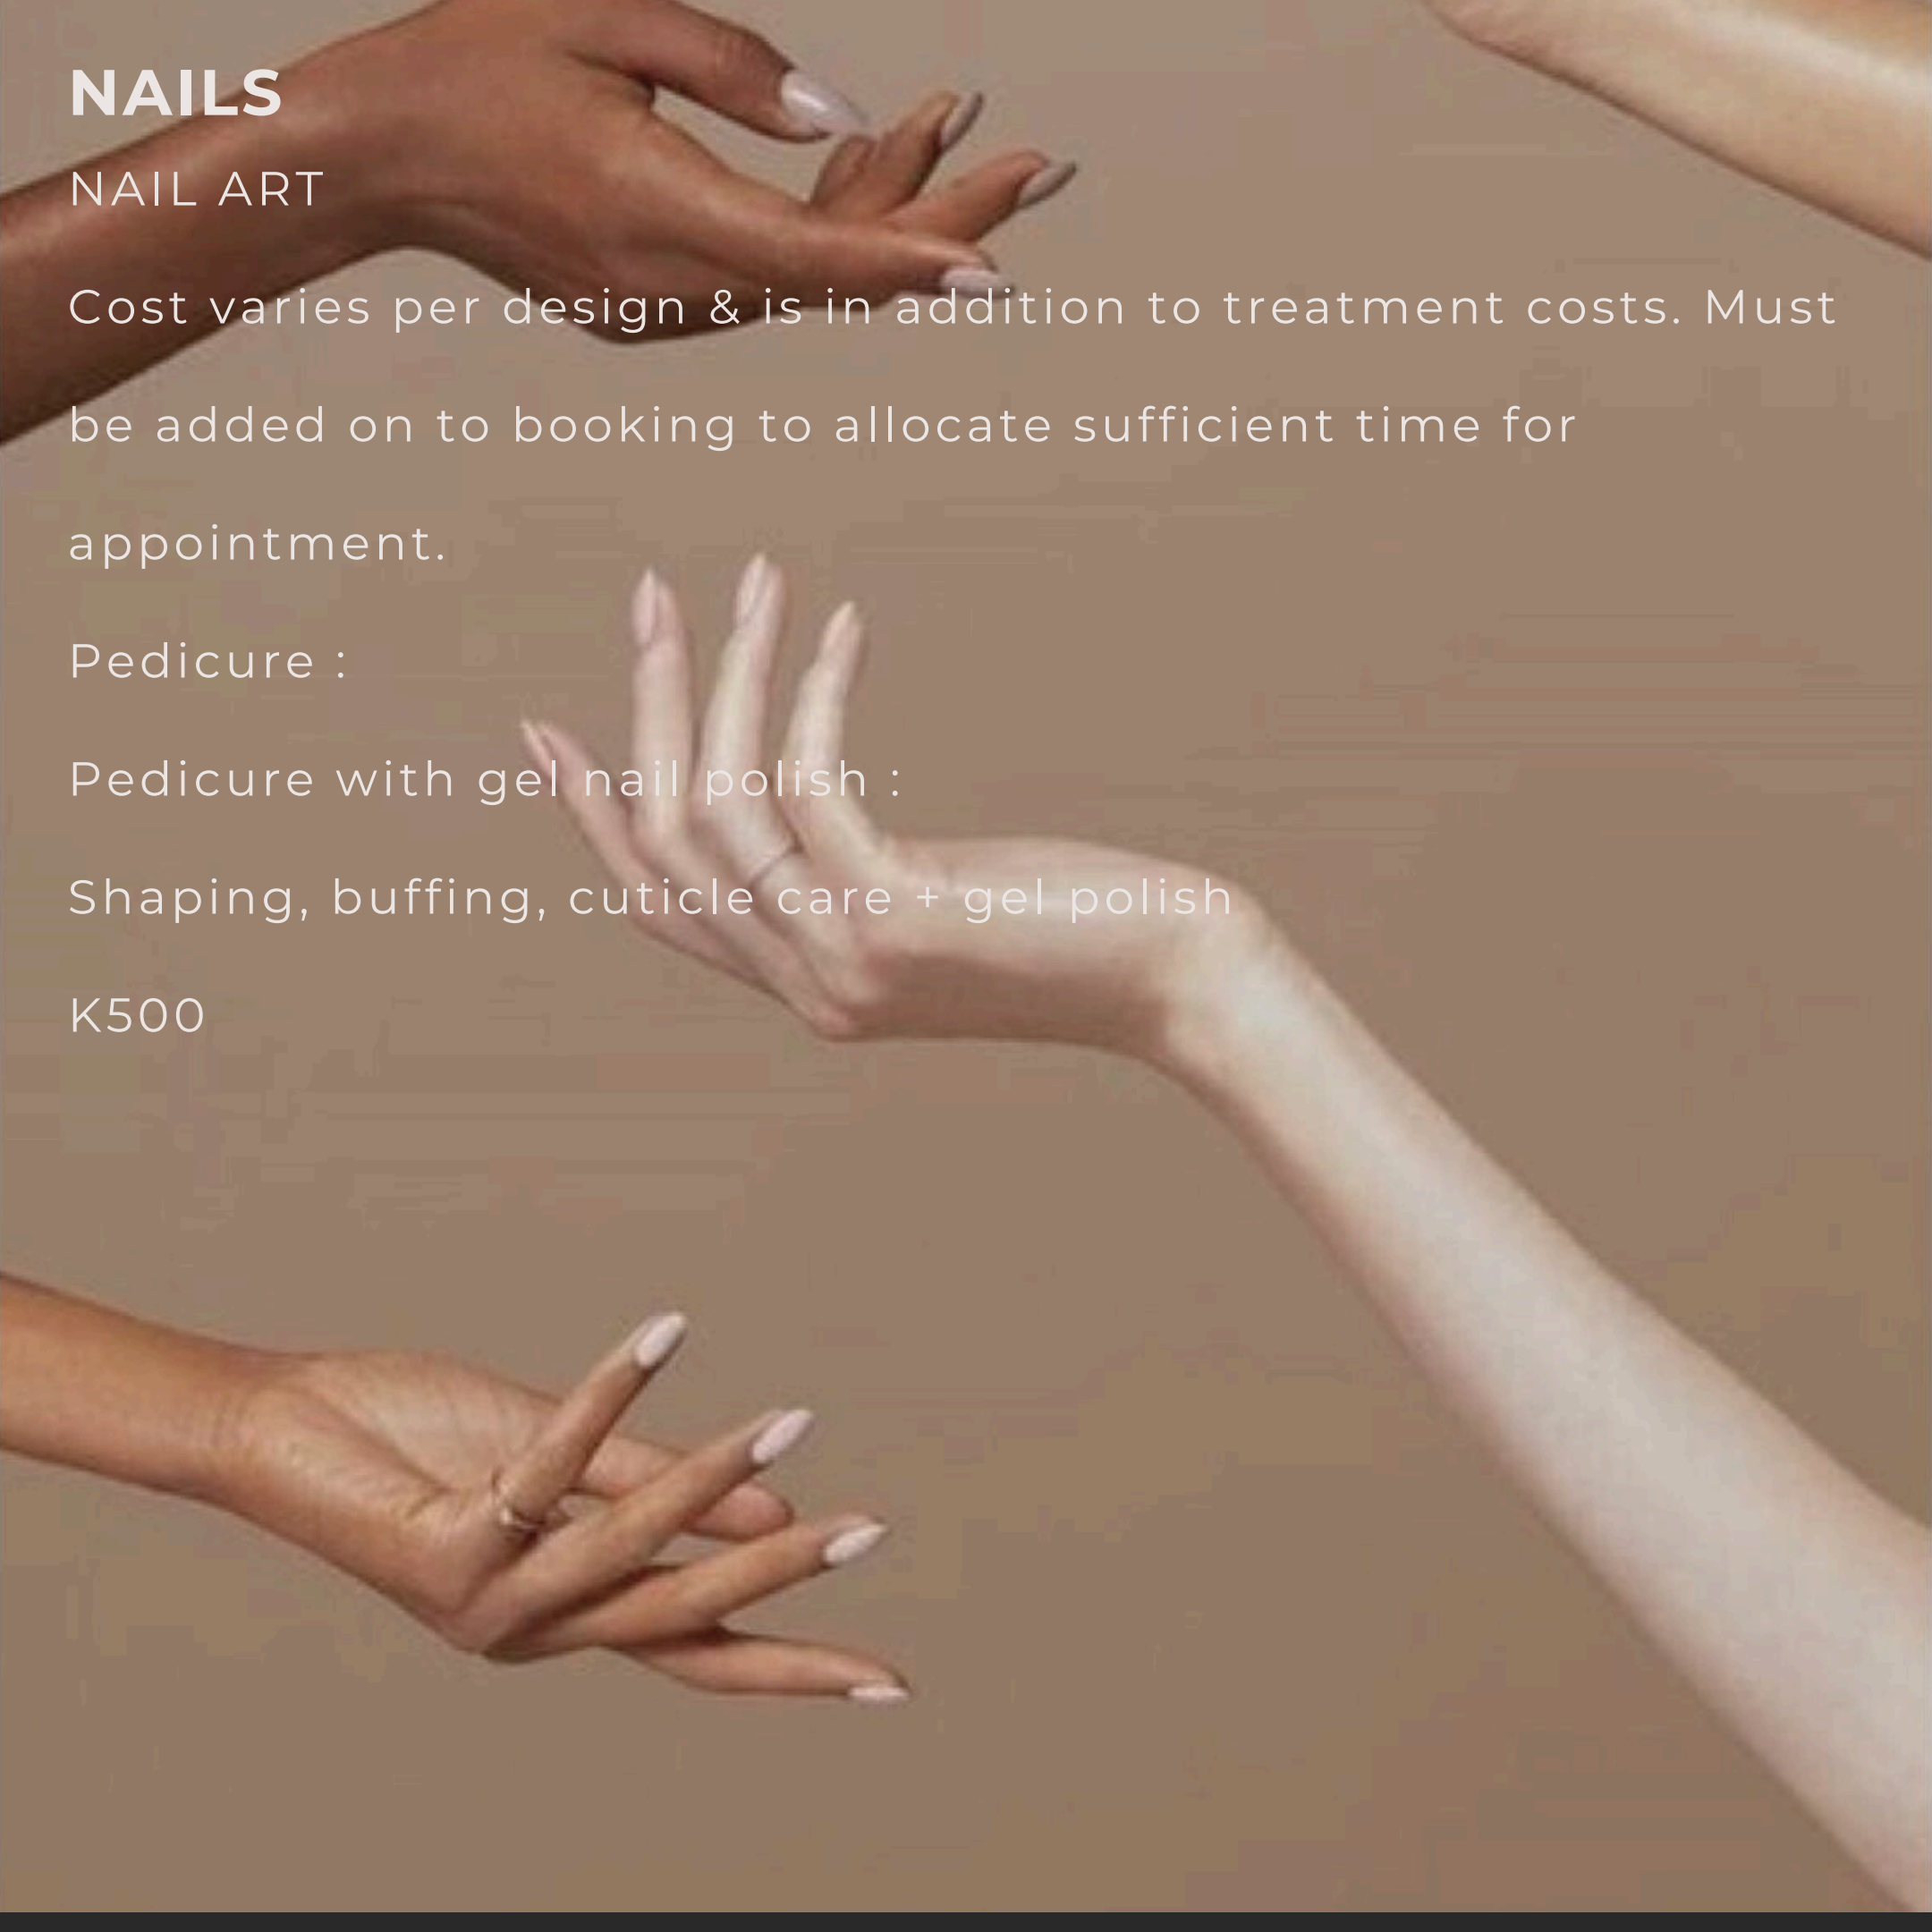 NAILS
NAIL ART
Cost varies per design & is in addition to treatment costs. Must
be added on to booking to allocate sufficient time for
appointment.
Pedicure :
Pedicure with gel nail polish :
Shaping, buffing, cuticle care + gel polish
K500